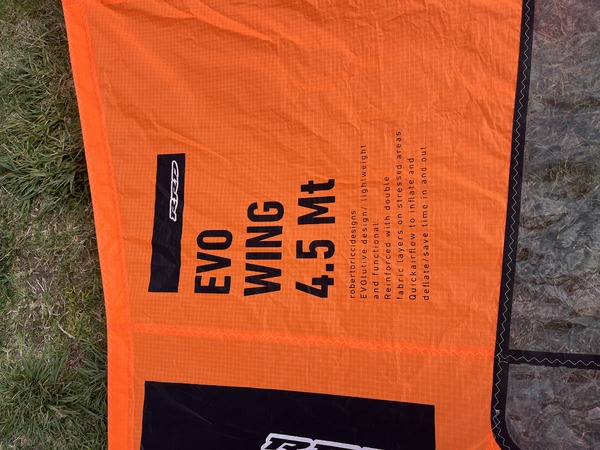 RRD
EVO
WING
4.5 Mt
robertoriccidesigns
EVOlutive design/ lightweight
and functional
Reinforced with double
fabric layers on stressed areas
Quickairflow to inflate and
deflate/save time in and out